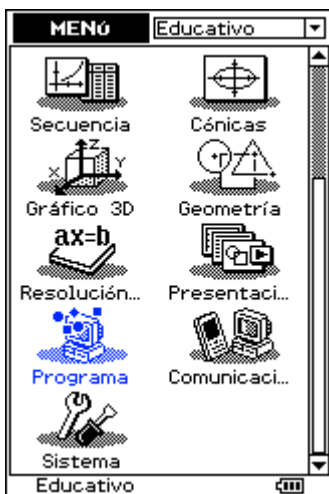 MENú Educativo
Secuencia Cónicas
Z
X Y
r
Gráfico 3D Geometría
ax=b
Resolución... Presentaci...
Programa Comunicaci...
Sistema
Educativo